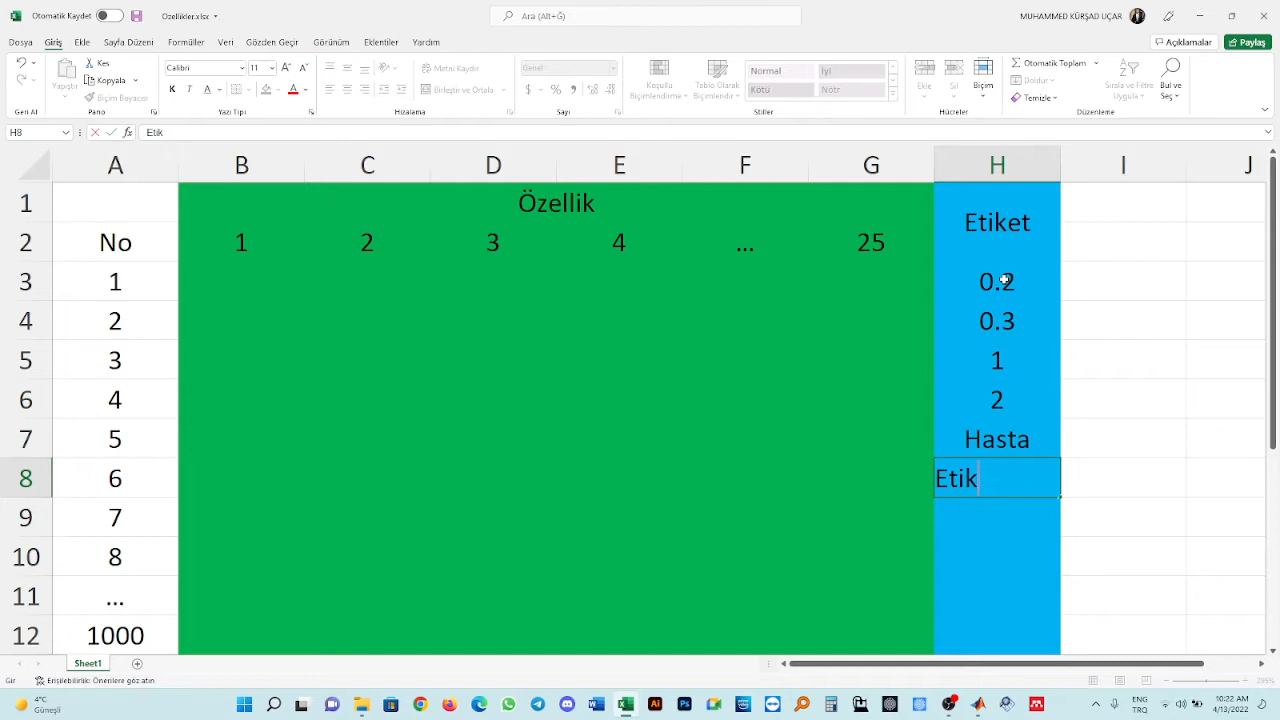 Otomatik Kaydet
Özellikler.xlsx
Ara (Alt+Ğ)
MUHAMMED KÜRŞAD UÇAR
Dosya Giriş Ekle Sayfa Düzeni Formüller Veri Gözden Geçir Görünüm Eklentiler Yardım
Açıklamalar Paylaş
Yapıştır
Kes
Kopyala
Biçim Boyacısı
Calibri 11
K T A
Metni Kaydır
Birleştir ve Ortala
Genel
Koşullu Biçimlendirme
Tablo Olarak Biçimlendir
Normal İyi
Kötü Nötr
Ekle Sil Biçim
Otomatik Toplam
Doldur
Temizle
Sırala ve Filtre Uygula
Bul ve Seç
Geri Al Pano Yazı Tipi Hizalama Sayı Stiller Hücreler Düzenleme
H8 fx Etik
A B C D E F G H I J
1 Özellik Etiket
2 No 1 2 3 4 ... 25
3 1 0.2
4 2 0.3
5 3 1
6 4 2
7 5 Hasta
8 6 Etik
9 7
10 8
11 ...
12 1000
Sheet1
Gir Erişilebilirlik: Önerilere göz atın 295%
4°C
Güneşli
ENG
TRQ
10:22 AM
4/13/2022